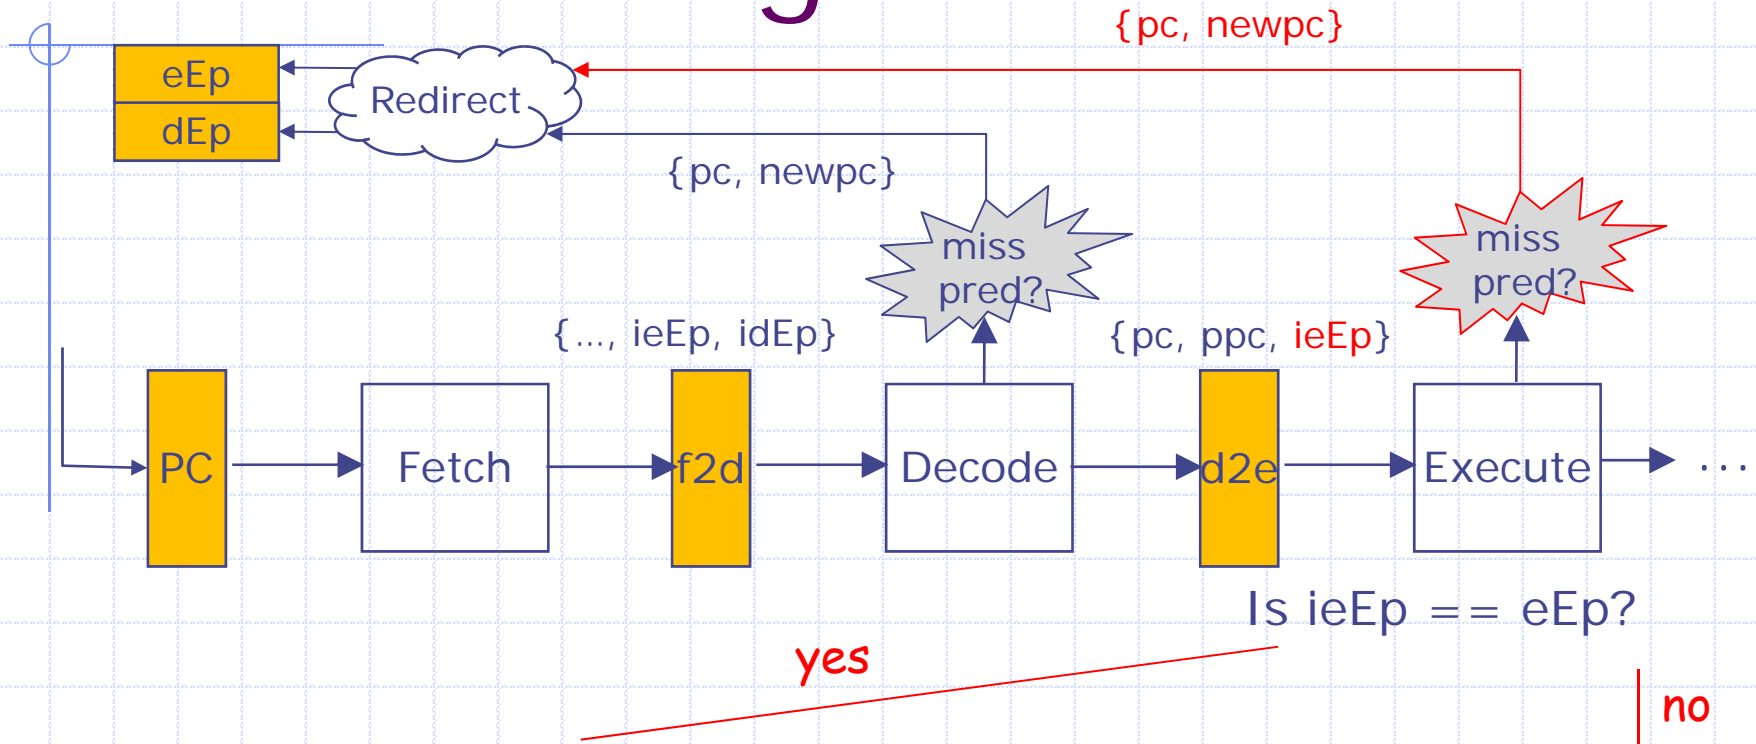 {pc, newpc}
eEp
Redirect
dEp
{pc, newpc}
miss
pred?
miss
pred?
{..., ieEp, idEp}
{pc, ppc, ieEp}
PC
Fetch
f2d
Decode
d2e
Execute
...
Is ieEp == eEp?
yes
no